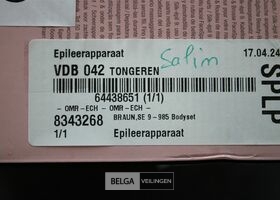 Epileerapparaat
Salim
17.04.24
VDB 042 TONGEREN
64438651 (1/1)
- OMR-ECH - - OMR-ECH -
8343268 BRAUN,SE 9 - 985 Bodyset
1/1 Epileerapparaat
SPLP
BELGA VEILINGEN